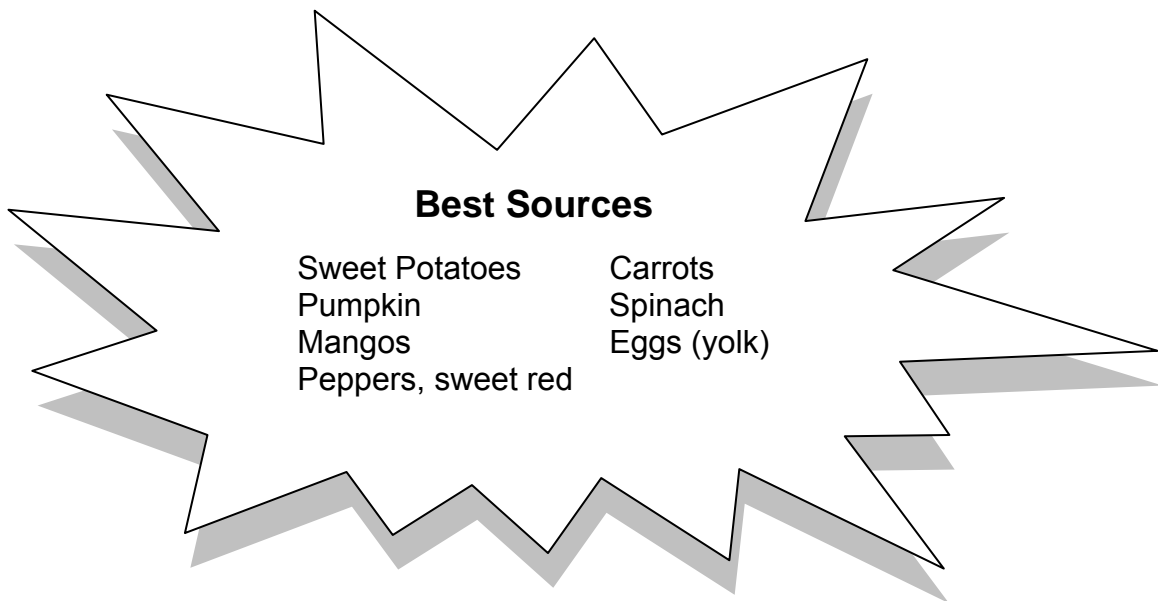 Best Sources
Sweet Potatoes
Pumpkin
Mangos
Peppers, sweet red
Carrots
Spinach
Eggs (yolk)